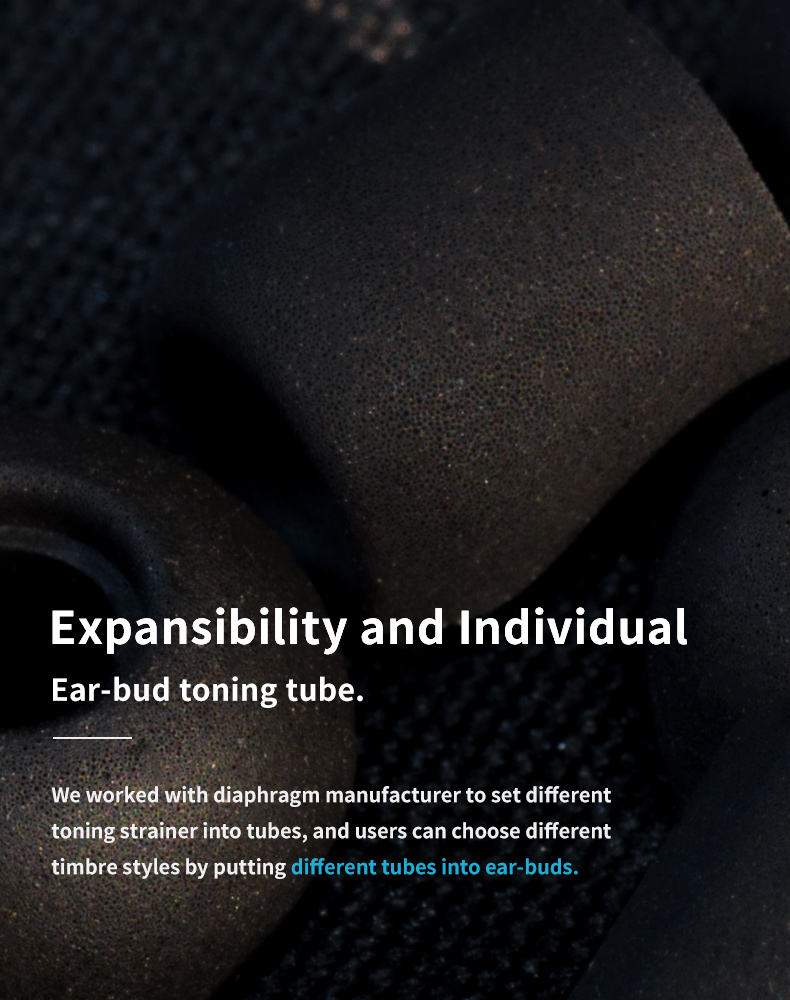 Expansibility and Individual
Ear-bud toning tube.
We worked with diaphragm manufacturer to set different
toning strainer into tubes, and users can choose different
timbre styles by putting different tubes into ear-buds.